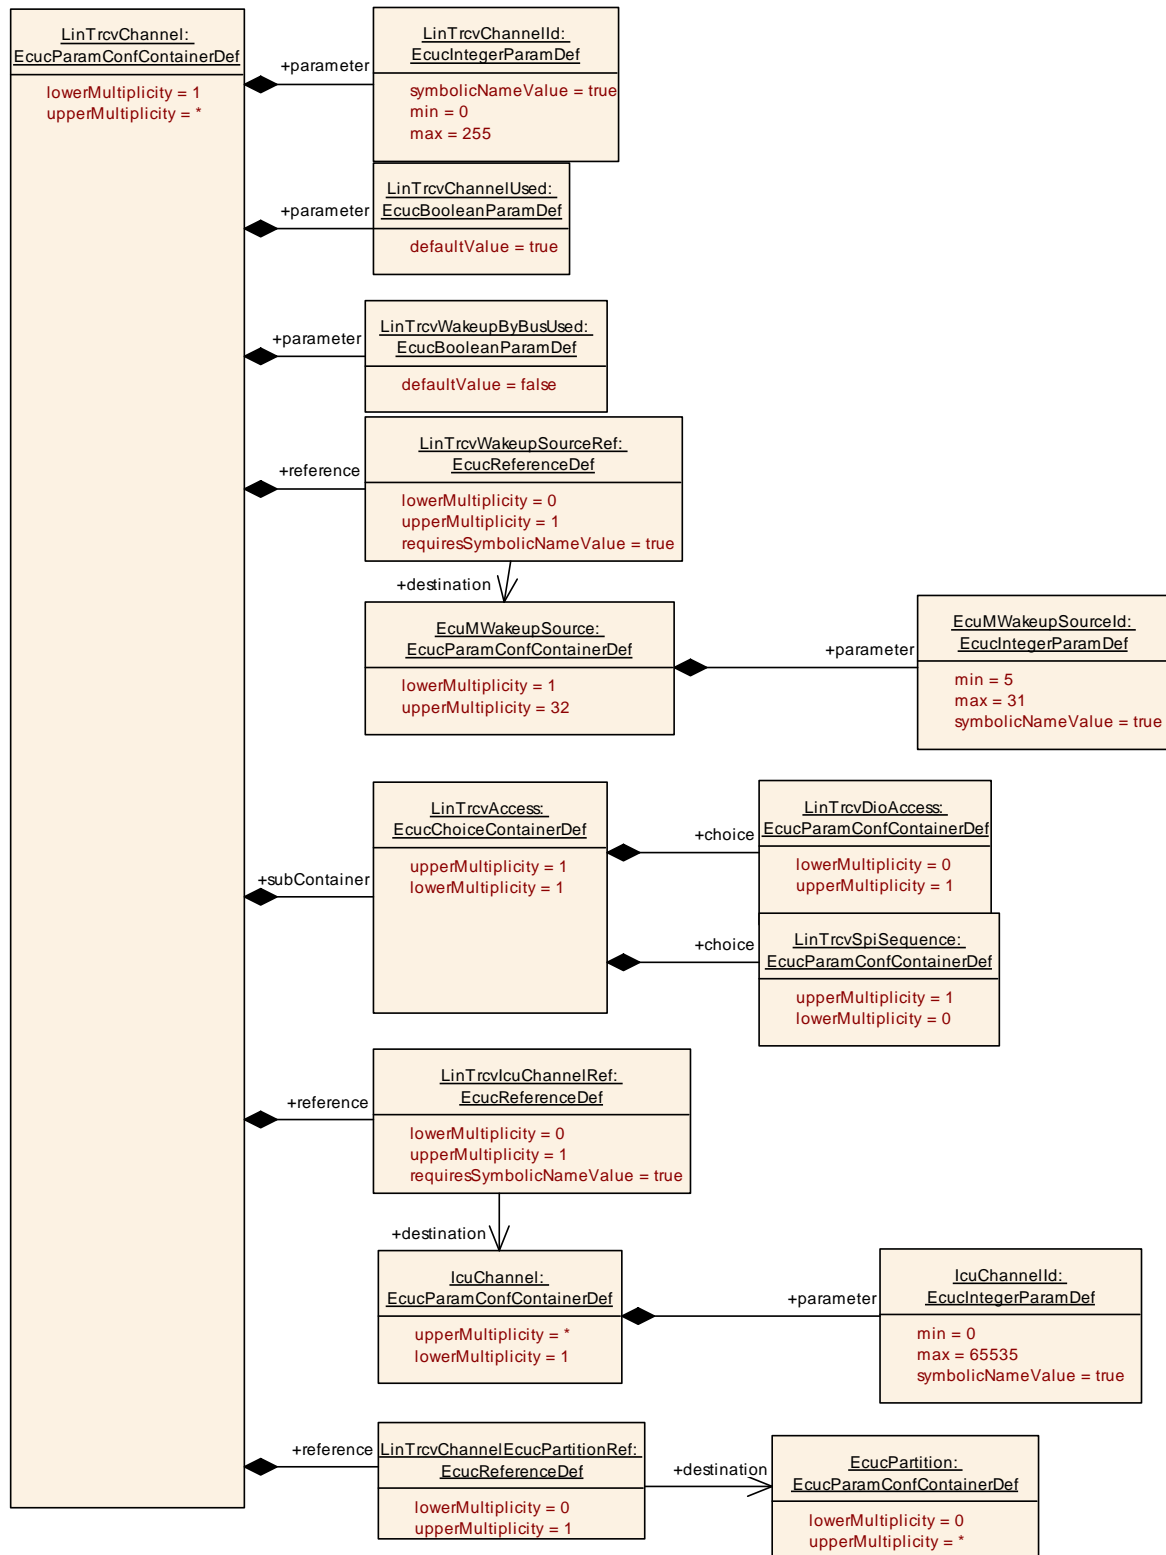 LinTrcvChannel:
EcucParamConfContainerDef
lowerMultiplicity = 1
upperMultiplicity = *
+parameter
LinTrcvChannelId:
EcucIntegerParamDef
symbolicNameValue = true
min = 0
max = 255
+parameter
LinTrcvChannelUsed:
EcucBooleanParamDef
defaultValue = true
+parameter
LinTrcvWakeupByBusUsed:
EcucBooleanParamDef
defaultValue = false
+reference
LinTrcvWakeupSourceRef:
EcucReferenceDef
lowerMultiplicity = 0
upperMultiplicity = 1
requiresSymbolicNameValue = true
+destination
EcuMWakeupSource:
EcucParamConfContainerDef
lowerMultiplicity = 1
upperMultiplicity = 32
+parameter
EcuMWakeupSourceId:
EcucIntegerParamDef
min = 5
max = 31
symbolicNameValue = true
+subContainer
LinTrcvAccess:
EcucChoiceContainerDef
upperMultiplicity = 1
lowerMultiplicity = 1
+choice
LinTrcvDioAccess:
EcucParamConfContainerDef
lowerMultiplicity = 0
upperMultiplicity = 1
+choice
LinTrcvSpiSequence:
EcucParamConfContainerDef
upperMultiplicity = 1
lowerMultiplicity = 0
+reference
LinTrcvIcuChannelRef:
EcucReferenceDef
lowerMultiplicity = 0
upperMultiplicity = 1
requiresSymbolicNameValue = true
+destination
IcuChannel:
EcucParamConfContainerDef
upperMultiplicity = *
lowerMultiplicity = 1
+parameter
IcuChannelId:
EcucIntegerParamDef
min = 0
max = 65535
symbolicNameValue = true
+reference
LinTrcvChannelEcucPartitionRef:
EcucReferenceDef
lowerMultiplicity = 0
upperMultiplicity = 1
+destination
EcucPartition:
EcucParamConfContainerDef
lowerMultiplicity = 0
upperMultiplicity = *